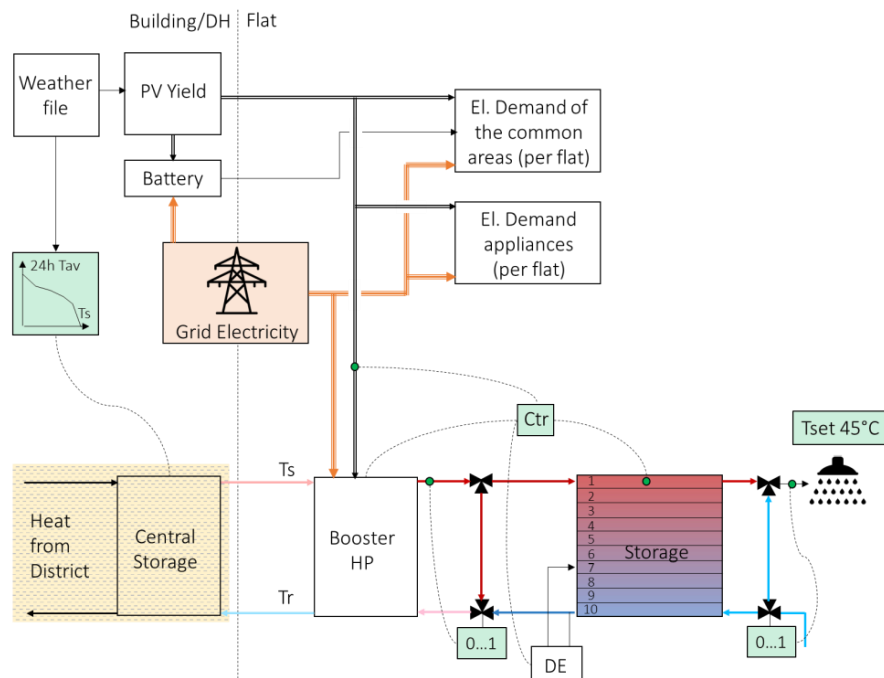 Building/DH
Flat
Weather
file
PV Yield
El. Demand of
the common
areas (per flat)
Battery
El. Demand
appliances
(per flat)
24h Tav
Ts
Grid Electricity
Ctr
Tset 45°C
Heat
from
District
Central
Storage
Ts
Tr
Booster
HP
1
2
3
4
5
6
7
8
9
10
Storage
0...1
DE
0...1